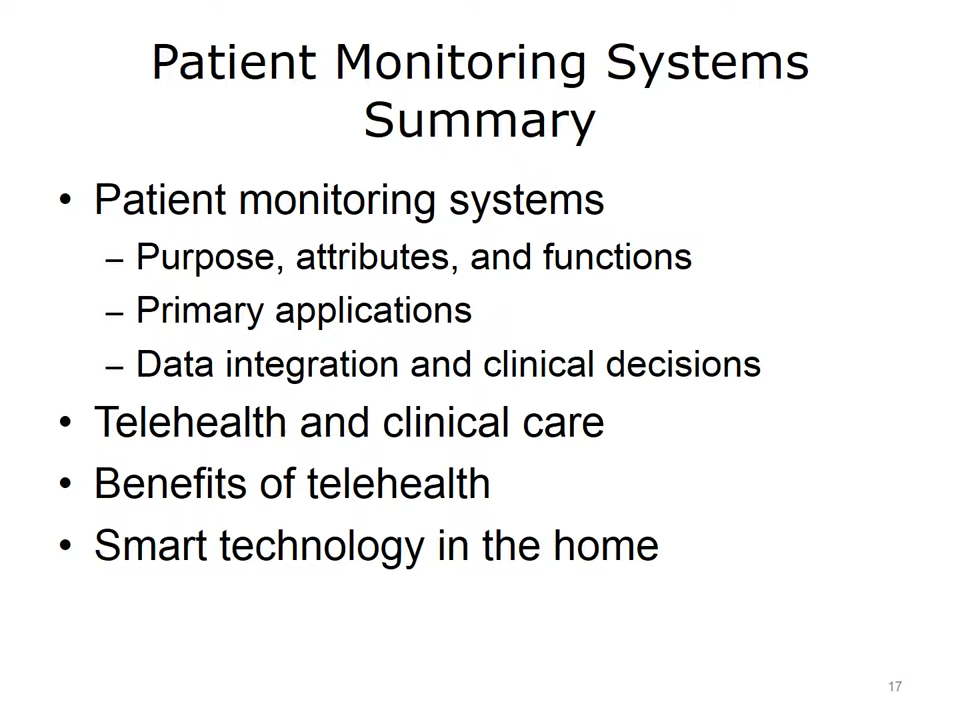 Patient Monitoring Systems
Summary
• Patient monitoring systems
– Purpose, attributes, and functions
– Primary applications
– Data integration and clinical decisions
• Telehealth and clinical care
• Benefits of telehealth
• Smart technology in the home
17